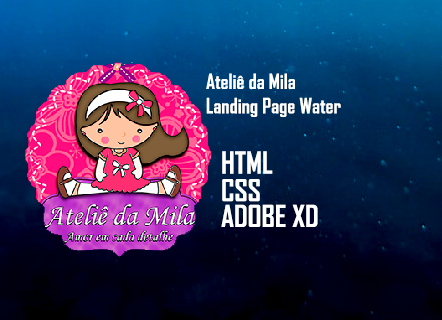 Ateliê da Mila
Landing Page Water
HTML
CSS
ADOBE XD
Ateliê da Mila
Amor em cada detalhe